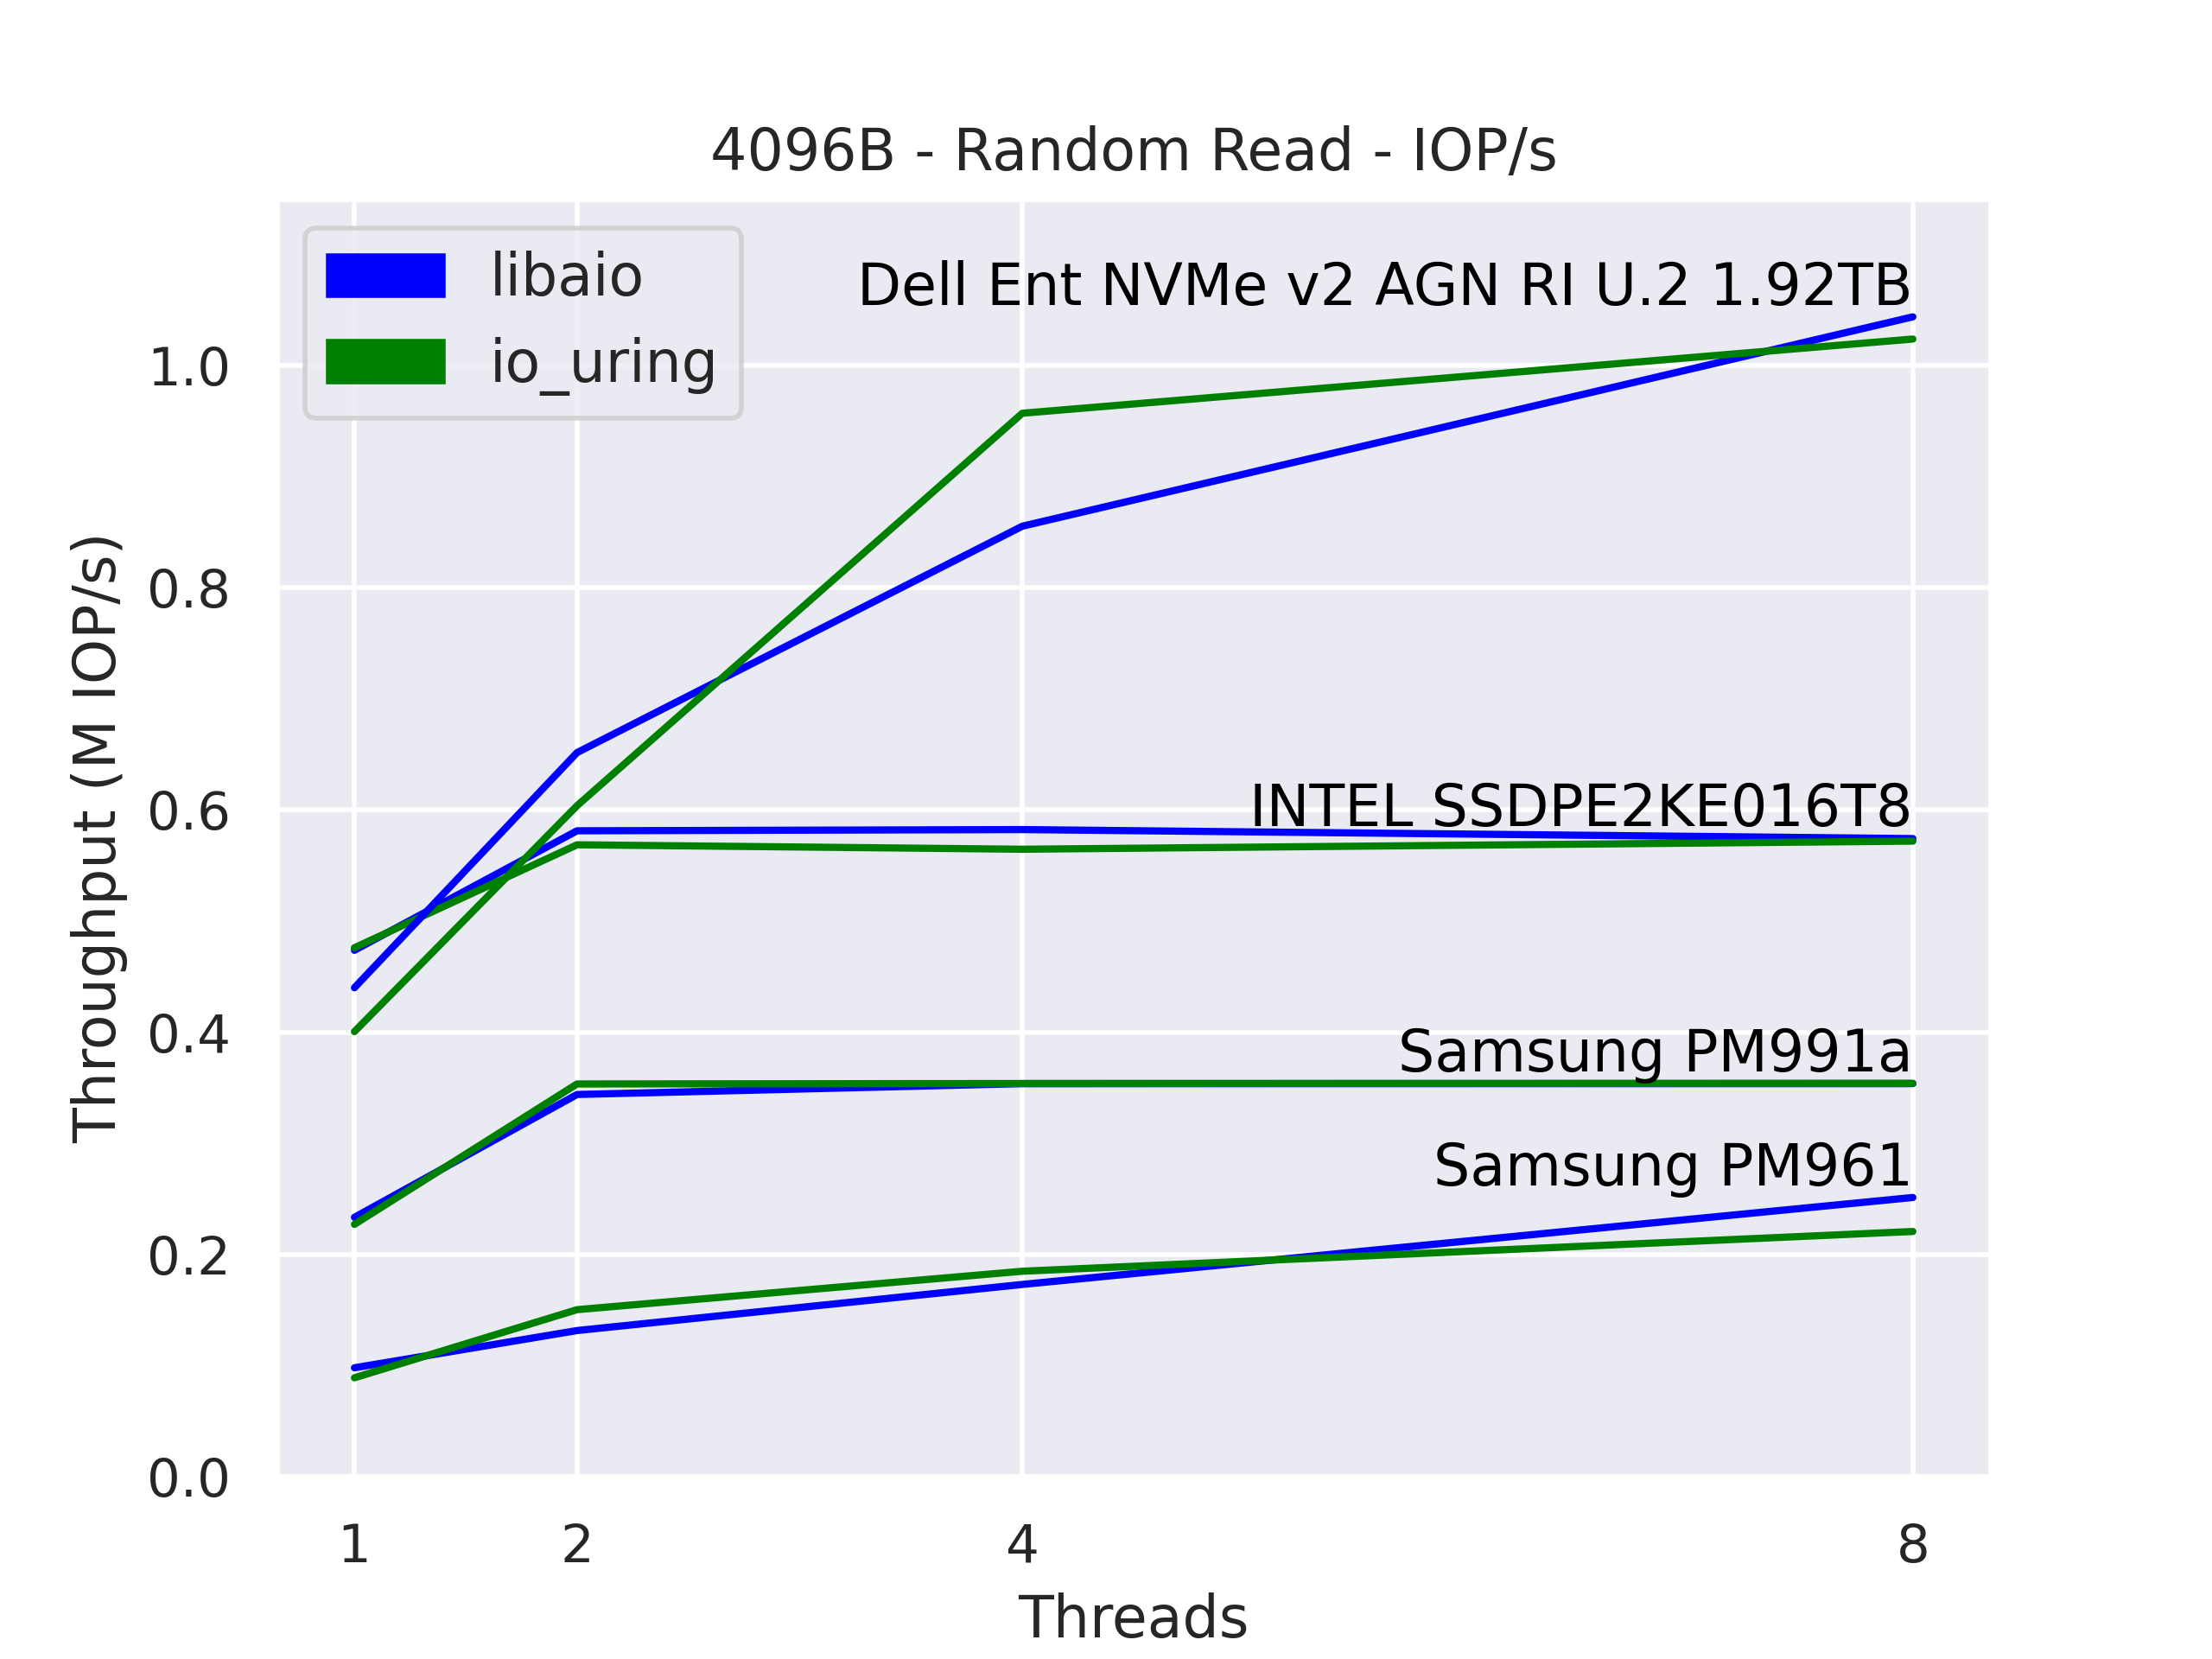 4096B - Random Read - IOP/s
libaio
io_uring
Dell Ent NVMe v2 AGN RI U.2 1.92TB
INTEL SSDPE2KE016T8
Samsung PM991a
Samsung PM961
Throughput (M IOP/s)
1.0
0.8
0.6
0.4
0.2
0.0
1 2 4 8
Threads